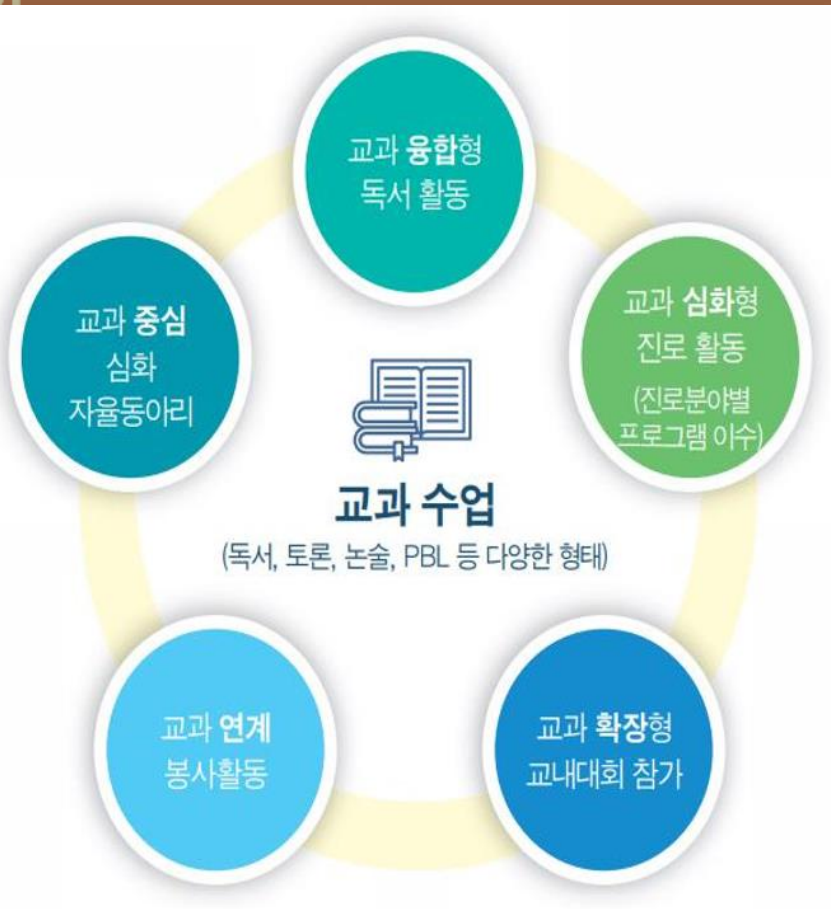 교과 융합형
독서 활동
교과 중심
심화
자율동아리
교과 심화형
진로 활동
(진로분야별
프로그램 이수)
교과 수업
(독서, 토론, 논술, PBL 등 다양한 형태)
교과 연계
봉사활동
교과 확장형
교내대회 참가